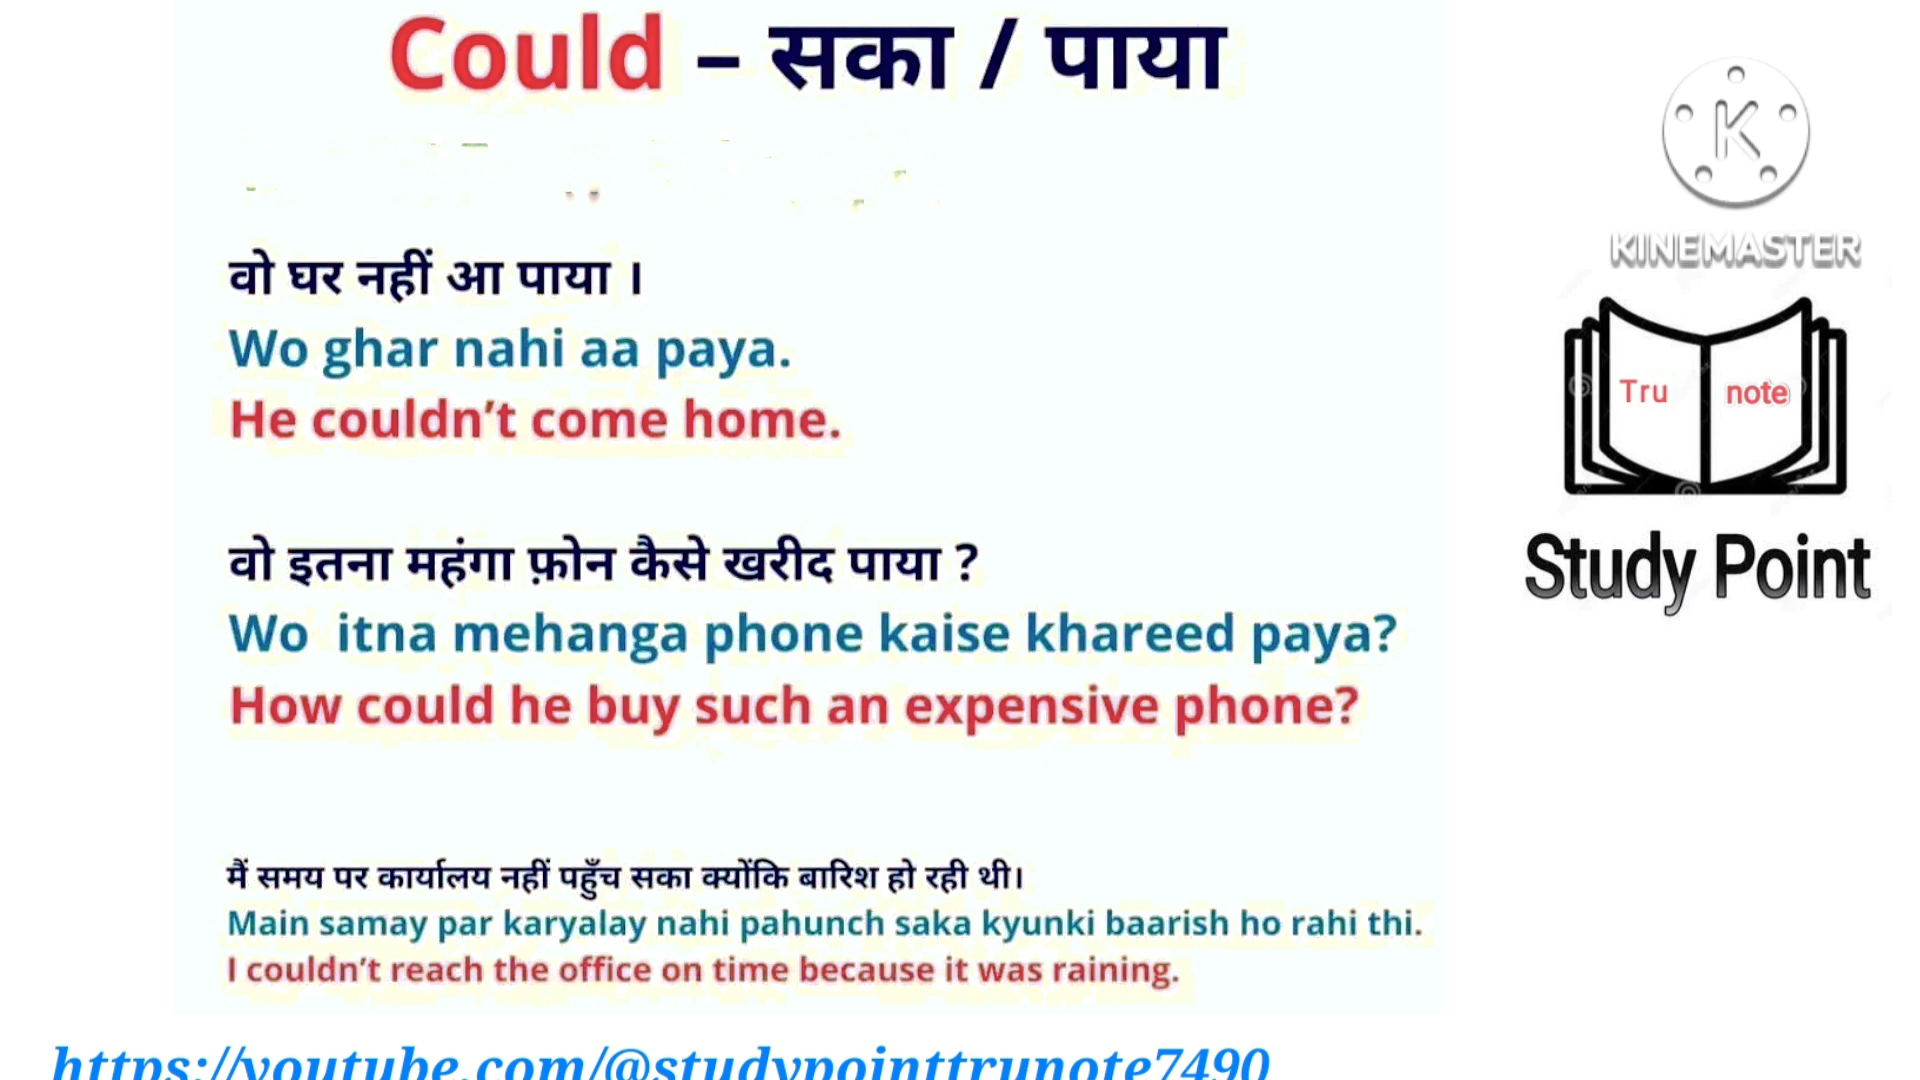 Could – सका / पाया
वो घर नहीं आ पाया ।
Wo ghar nahi aa paya.
He couldn’t come home.
वो इतना महंगा फ़ोन कैसे खरीद पाया ?
Wo itna mehanga phone kaise khareed paya?
How could he buy such an expensive phone?
मैं समय पर कार्यालय नहीं पहुँच सका क्योंकि बारिश हो रही थी।
Main samay par karyalay nahi pahunch saka kyunki baarish ho rahi thi.
I couldn’t reach the office on time because it was raining.
https://youtube.com/@studypointtrunote7490
K
KINEMASTER
Tru note
Study Point